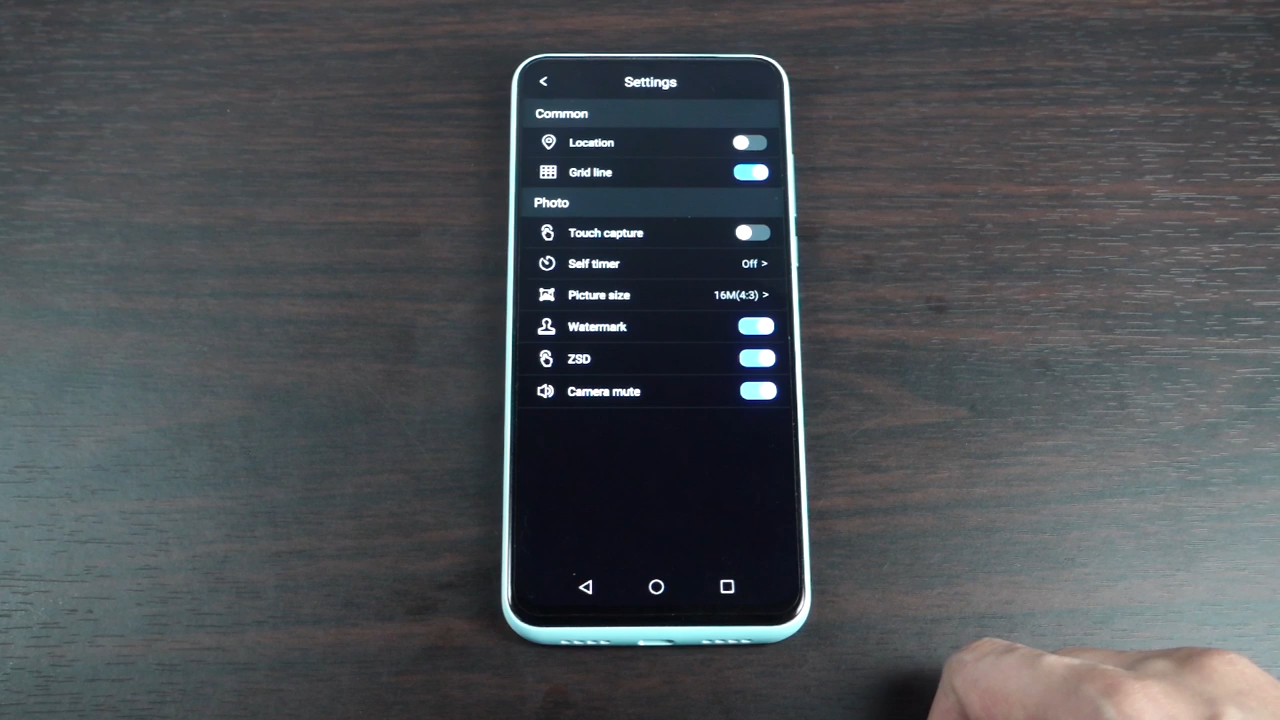 Settings
Common
Location
Grid line
Photo
Touch capture
Self timer Off >
Picture size 16M(4:3) >
Watermark
ZSD
Camera mute